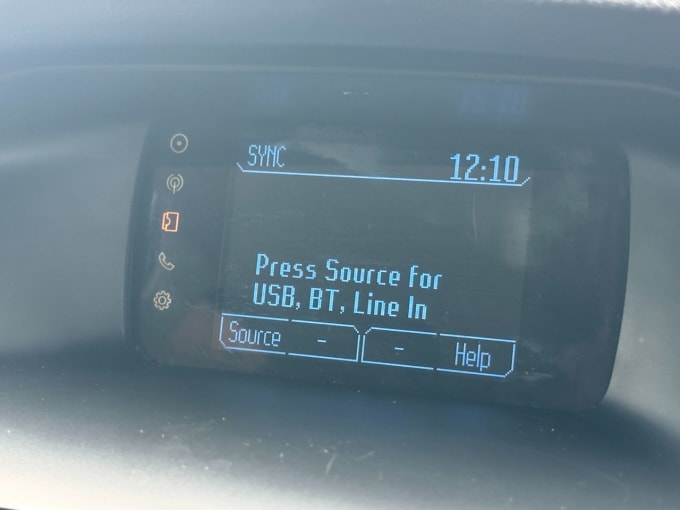 SYNC
12:10
Press Source for
USB, BT, Line In
Source - - Help